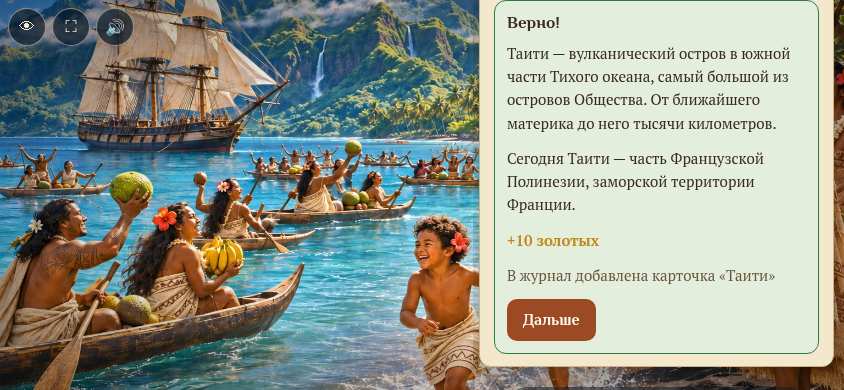 Верно!
Таити — вулканический остров в южной
части Тихого океана, самый большой из
островов Общества. От ближайшего
материка до него тысячи километров.
Сегодня Таити — часть Французской
Полинезии, заморской территории
Франции.
+10 золотых
В журнал добавлена карточка «Таити»
Дальше